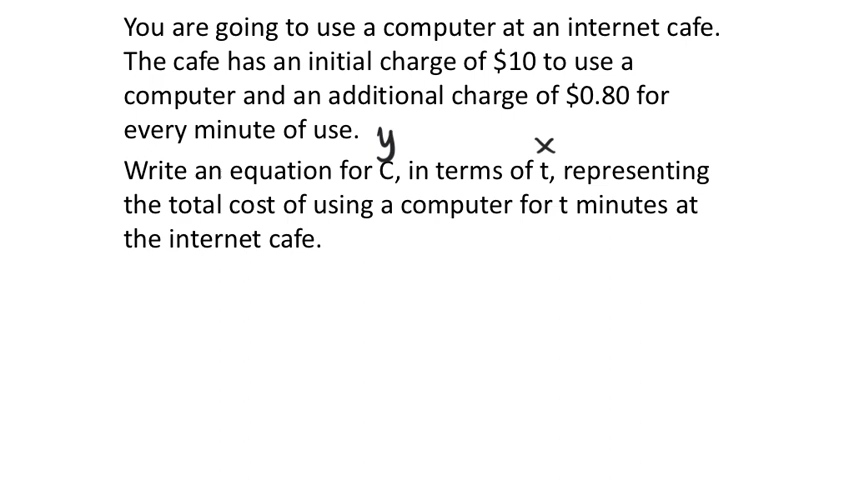 You are going to use a computer at an internet cafe.
The cafe has an initial charge of $10 to use a
computer and an additional charge of $0.80 for
every minute of use.
y x
Write an equation for C, in terms of t, representing
the total cost of using a computer for t minutes at
the internet cafe.